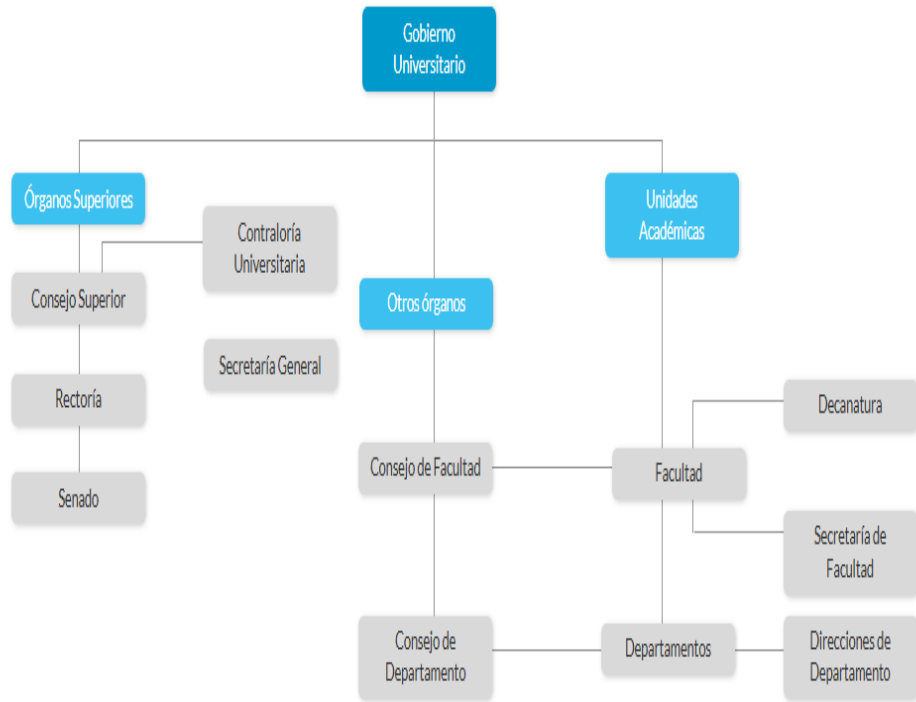 Gobierno
Universitario
Órganos Superiores
Unidades
Académicas
Contraloría
Universitaria
Consejo Superior
Otros órganos
Secretaría General
Rectoría
Decanatura
Consejo de Facultad
Facultad
Senado
Secretaría de
Facultad
Consejo de
Departamento
Departamentos
Direcciones de
Departamento